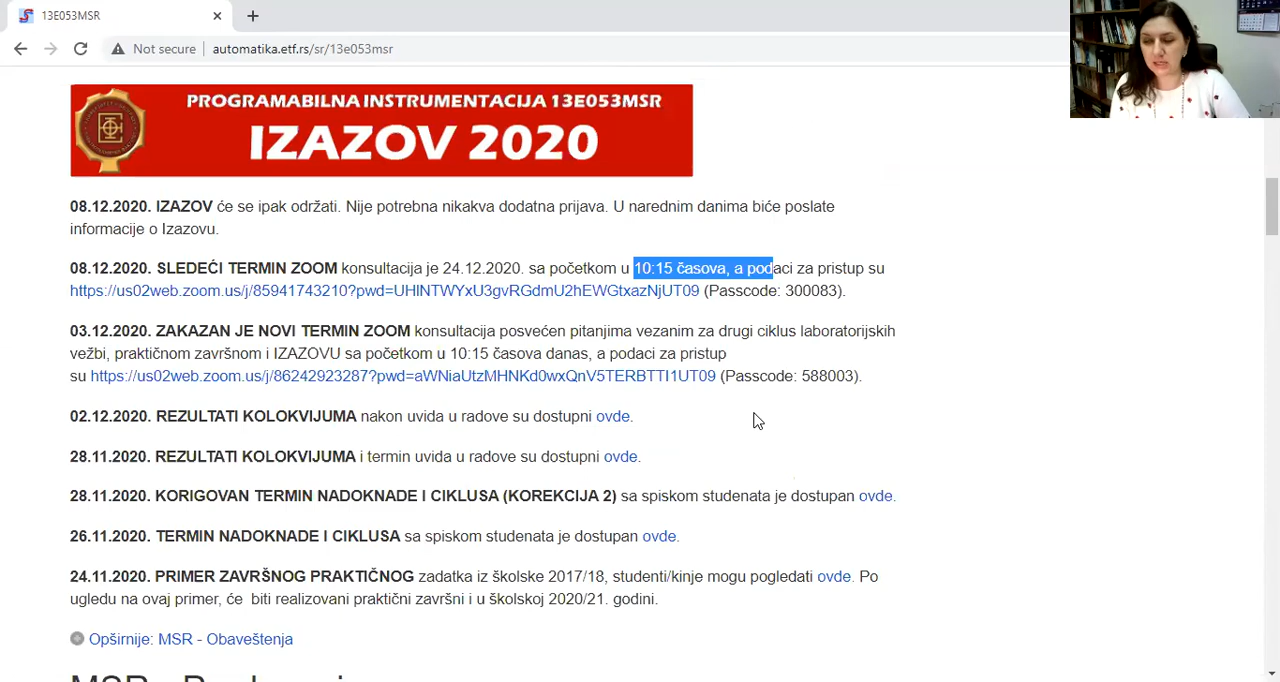 13E053MSR
Not secure | automatika.etf.rs/sr/13e053msr
PROGRAMABILNA INSTRUMENTACIJA 13E053MSR
IZAZOV 2020
08.12.2020. IZAZOV će se ipak održati. Nije potrebna nikakva dodatna prijava. U narednim danima biće poslate
informacije o Izazovu.
08.12.2020. SLEDEĆI TERMIN ZOOM konsultacija je 24.12.2020. sa početkom u 10:15 časova, a podaci za pristup su
https://us02web.zoom.us/j/85941743210?pwd=UHlNTWYxU3gvRGdmU2hEWGtxazNjUT09 (Passcode: 300083).
03.12.2020. ZAKAZAN JE NOVI TERMIN ZOOM konsultacija posvećen pitanjima vezanim za drugi ciklus laboratorijskih
vežbi, praktičnom završnom i IZAZOVU sa početkom u 10:15 časova danas, a podaci za pristup
su https://us02web.zoom.us/j/86242923287?pwd=aWNiaUtzMHNKd0wxQnV5TERBTTI1UT09 (Passcode: 588003).
02.12.2020. REZULTATI KOLOKVIJUMA nakon uvida u radove su dostupni ovde.
28.11.2020. REZULTATI KOLOKVIJUMA i termin uvida u radove su dostupni ovde.
28.11.2020. KORIGOVAN TERMIN NADOKNADE I CIKLUSA (KOREKCIJA 2) sa spiskom studenata je dostupan ovde.
26.11.2020. TERMIN NADOKNADE I CIKLUSA sa spiskom studenata je dostupan ovde.
24.11.2020. PRIMER ZAVRŠNOG PRAKTIČNOG zadatka iz školske 2017/18, studenti/kinje mogu pogledati ovde. Po
ugledu na ovaj primer, će biti realizovani praktični završni i u školskoj 2020/21. godini.
Opširnije: MSR - Obaveštenja